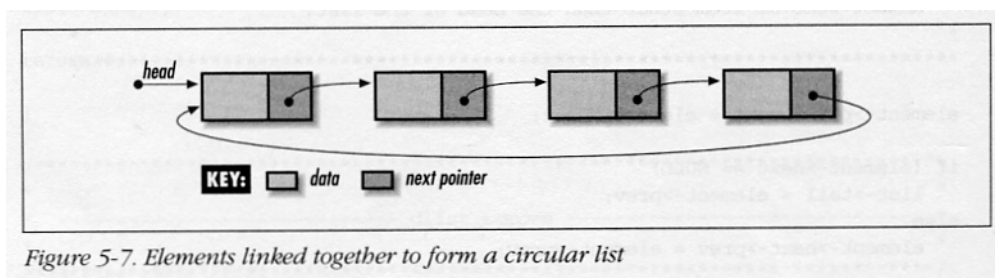 head
KEY: data next pointer
Figure 5-7. Elements linked together to form a circular list